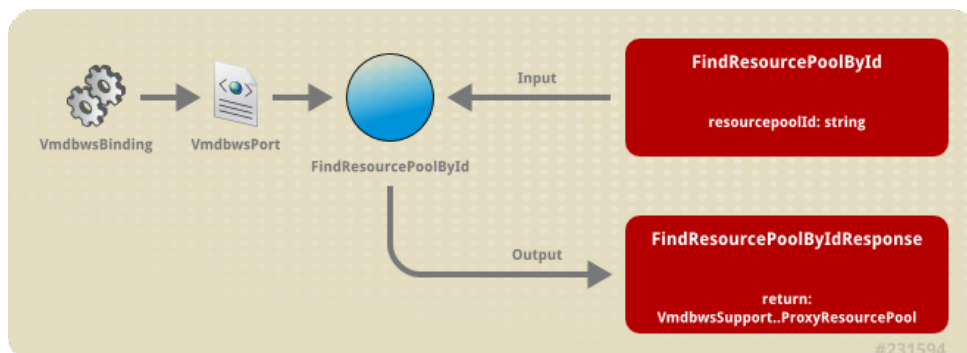 FindResourcePoolById
Input
resourcepoolId: string
VmdbwsBinding
VmdbwsPort
FindResourcePoolById
FindResourcePoolByIdResponse
Output
return:
VmdbwsSupport..ProxyResourcePool
#231594